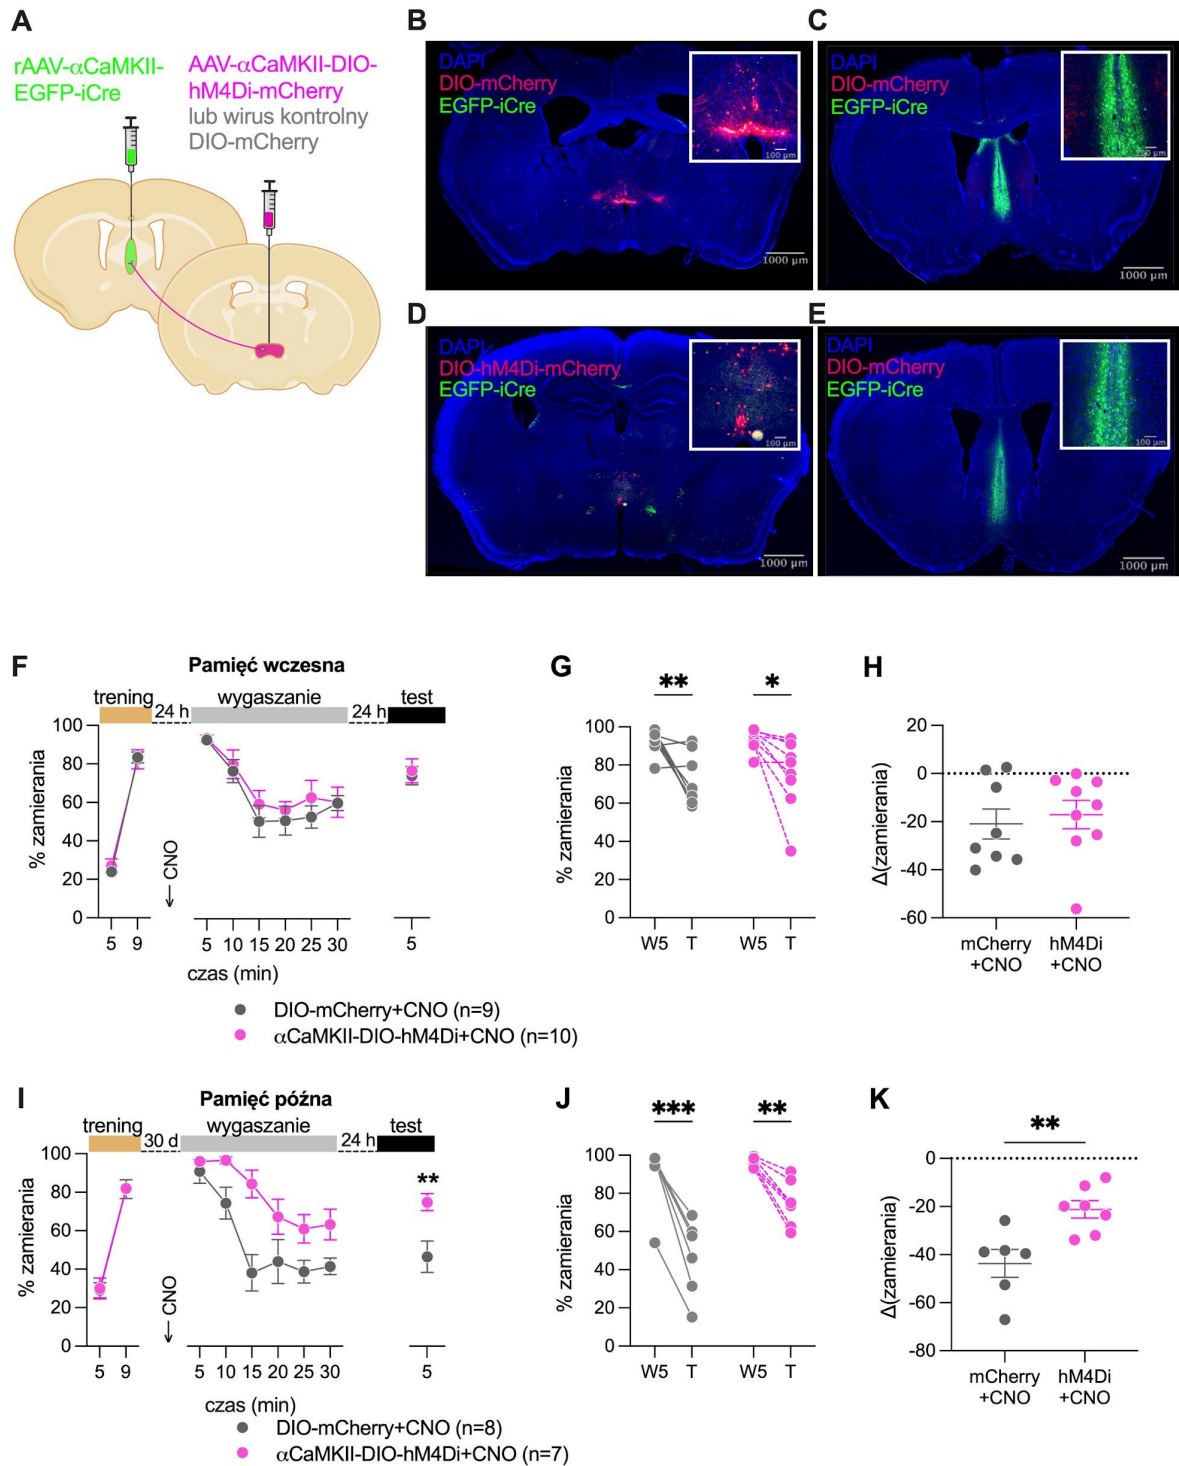 A
rAAV-αCaMKII-
EGFP-iCre
AAV-αCaMKII-DIO-
hM4Di-mCherry
lub wirus kontrolny
DIO-mCherry
B
DAPI
DIO-mCherry
EGFP-iCre
100 µm
1000 µm
C
DAPI
DIO-mCherry
EGFP-iCre
100 µm
1000 µm
D
DAPI
DIO-hM4Di-mCherry
EGFP-iCre
100 µm
1000 µm
E
DAPI
DIO-mCherry
EGFP-iCre
100 µm
1000 µm
F
Pamięć wczesna
trening
24 h
wygaszanie
24 h
test
% zamierania
100
80
60
40
20
0
CNO
5 9 5 10 15 20 25 30 5
czas (min)
DIO-mCherry+CNO (n=9)
αCaMKII-DIO-hM4Di+CNO (n=10)
G
** *
% zamierania
100
80
60
40
20
0
W5 T W5 T
H
Δ(zamierania)
20
0
-20
-40
-60
mCherry
+CNO
hM4Di
+CNO
I
Pamięć późna
trening
30 d
wygaszanie
24 h
test
% zamierania
100
80
60
40
20
0
**
CNO
5 9 5 10 15 20 25 30 5
czas (min)
DIO-mCherry+CNO (n=8)
αCaMKII-DIO-hM4Di+CNO (n=7)
J
*** **
% zamierania
100
80
60
40
20
0
W5 T W5 T
K
**
Δ(zamierania)
0
-20
-40
-60
-80
mCherry
+CNO
hM4Di
+CNO